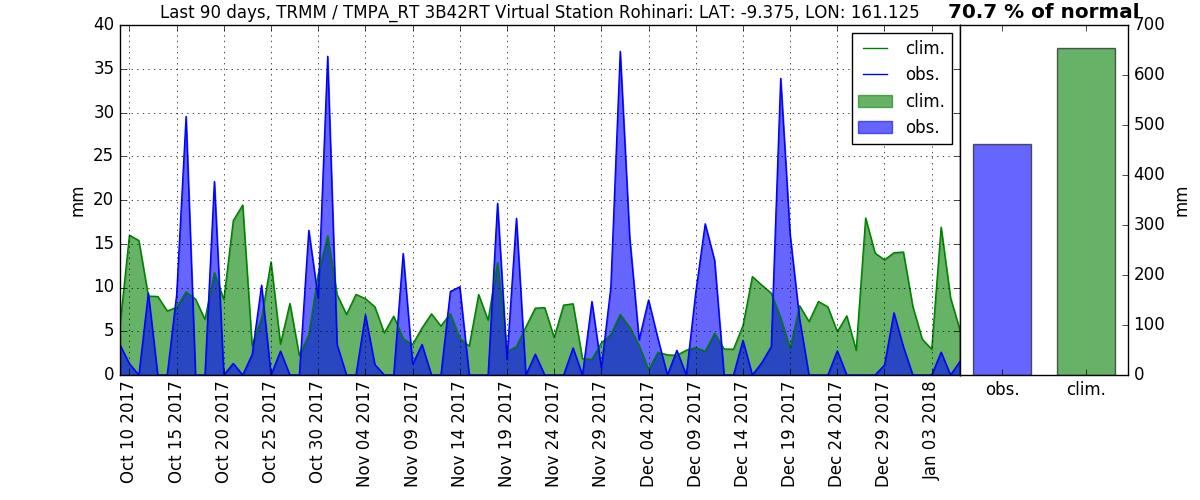 Last 90 days, TRMM / TMPA_RT 3B42RT Virtual Station Rohinari: LAT: -9.375, LON: 161.125
70.7 % of normal
40
35
30
25
20
15
10
5
0
mm
clim.
obs.
clim.
obs.
700
600
500
400
300
200
100
0
mm
obs.
clim.
Oct 10 2017
Oct 15 2017
Oct 20 2017
Oct 25 2017
Oct 30 2017
Nov 04 2017
Nov 09 2017
Nov 14 2017
Nov 19 2017
Nov 24 2017
Nov 29 2017
Dec 04 2017
Dec 09 2017
Dec 14 2017
Dec 19 2017
Dec 24 2017
Dec 29 2017
Jan 03 2018